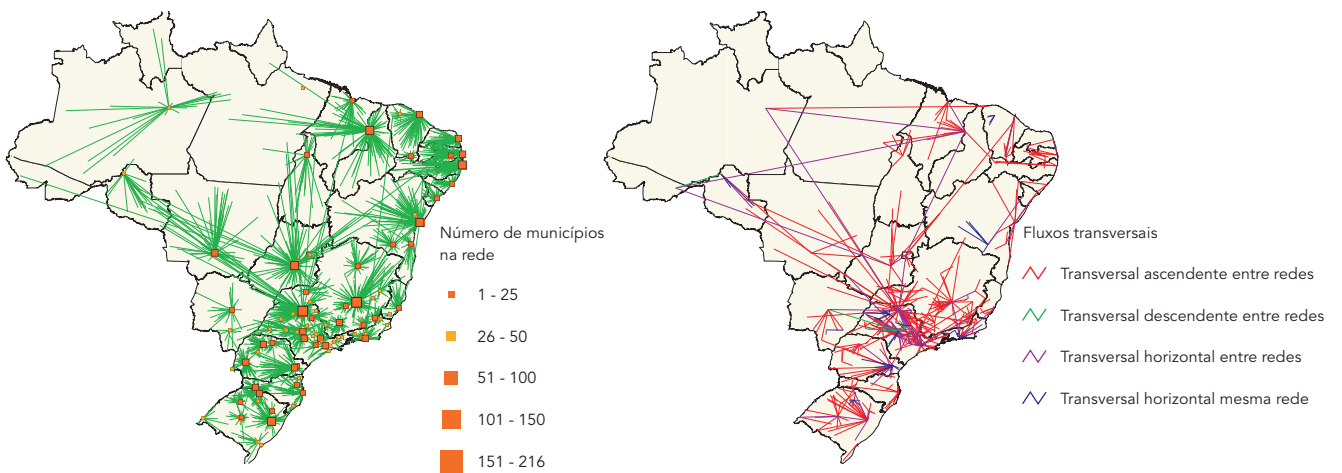 Número de municípios
na rede
1 - 25
26 - 50
51 - 100
101 - 150
151 - 216
Fluxos transversais
Transversal ascendente entre redes
Transversal descendente entre redes
Transversal horizontal entre redes
Transversal horizontal mesma rede